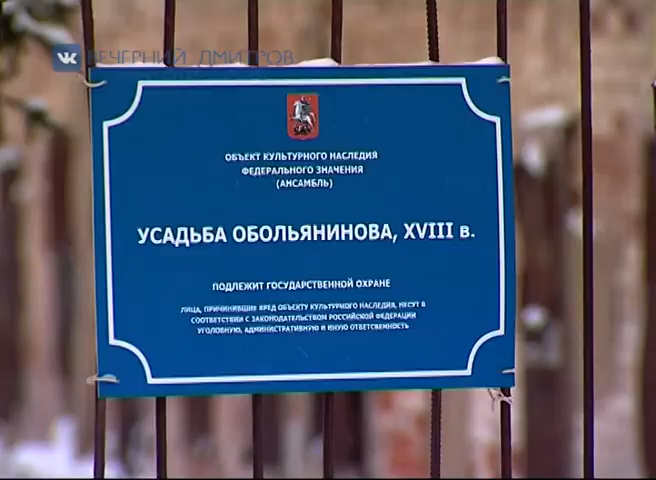 ВЕЧЕРНИЙ ДМИТРОВ
ОБЪЕКТ КУЛЬТУРНОГО НАСЛЕДИЯ
ФЕДЕРАЛЬНОГО ЗНАЧЕНИЯ
(АНСАМБЛЬ)
УСАДЬБА ОБОЛЬЯНИНОВА, XVIII в.
ПОДЛЕЖИТ ГОСУДАРСТВЕННОЙ ОХРАНЕ
ЛИЦА, ПРИЧИНИВШИЕ ВРЕД ОБЪЕКТУ КУЛЬТУРНОГО НАСЛЕДИЯ, НЕСУТ В
СООТВЕТСТВИИ С ЗАКОНОДАТЕЛЬСТВОМ РОССИЙСКОЙ ФЕДЕРАЦИИ
УГОЛОВНУЮ, АДМИНИСТРАТИВНУЮ И ИНУЮ ОТВЕТСТВЕННОСТЬ